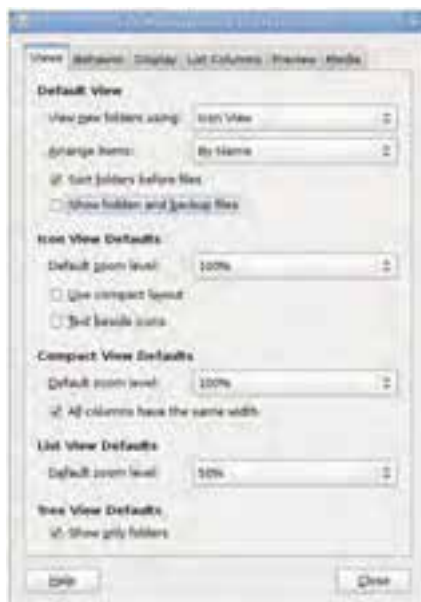 Views Behavior Display List Columns Preview Media
Default View
View new folders using: Icon View
Arrange items: By Name
Sort folders before files
Show hidden and backup files
Icon View Defaults
Default zoom level: 100%
Use compact layout
Text beside icons
Compact View Defaults
Default zoom level: 100%
All columns have the same width
List View Defaults
Default zoom level: 50%
Tree View Defaults
Show only folders
Help Close